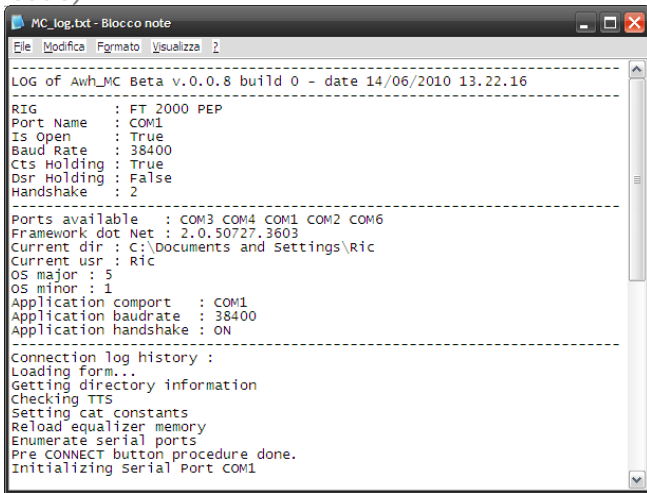 MC_log.txt - Blocco note
File Modifica Formato Visualizza ?
--------------------------------------------------------------------------------
LOG of Awh_MC Beta v.0.0.8 build 0 - date 14/06/2010 13.22.16
--------------------------------------------------------------------------------
RIG : FT 2000 PEP
Port Name : COM1
Is Open : True
Baud Rate : 38400
Cts Holding : True
Dsr Holding : False
Handshake : 2
--------------------------------------------------------------------------------
Ports available : COM3 COM4 COM1 COM2 COM6
Framework dot Net : 2.0.50727.3603
Current dir : C:\Documents and Settings\Ric
Current usr : Ric
OS major : 5
OS minor : 1
Application comport : COM1
Application baudrate : 38400
Application handshake : ON
--------------------------------------------------------------------------------
Connection log history :
Loading form...
Getting directory information
Checking TTS
Setting cat constants
Reload equalizer memory
Enumerate serial ports
Pre CONNECT button procedure done.
Initializing Serial Port COM1